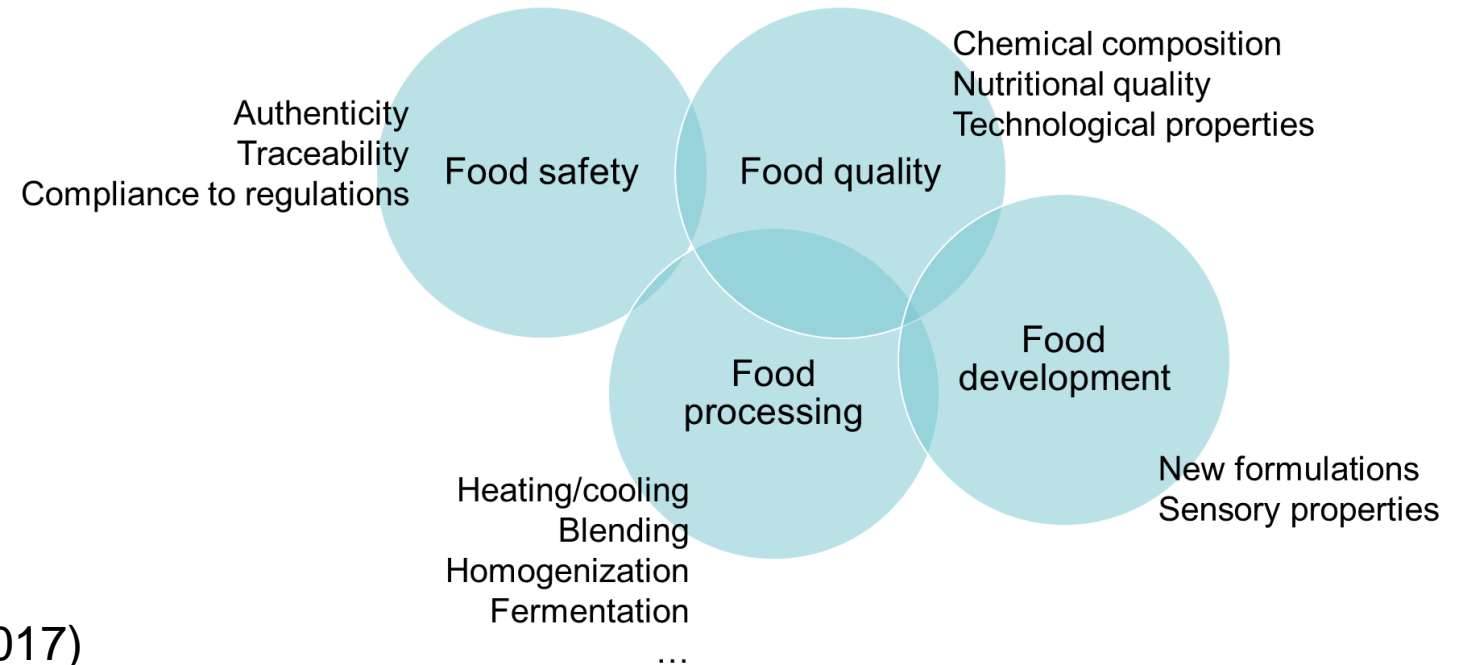 Chemical composition
Nutritional quality
Technological properties
Authenticity
Traceability
Compliance to regulations
Food safety
Food quality
Food
development
Food
processing
New formulations
Sensory properties
Heating/cooling
Blending
Homogenization
Fermentation
...
017)